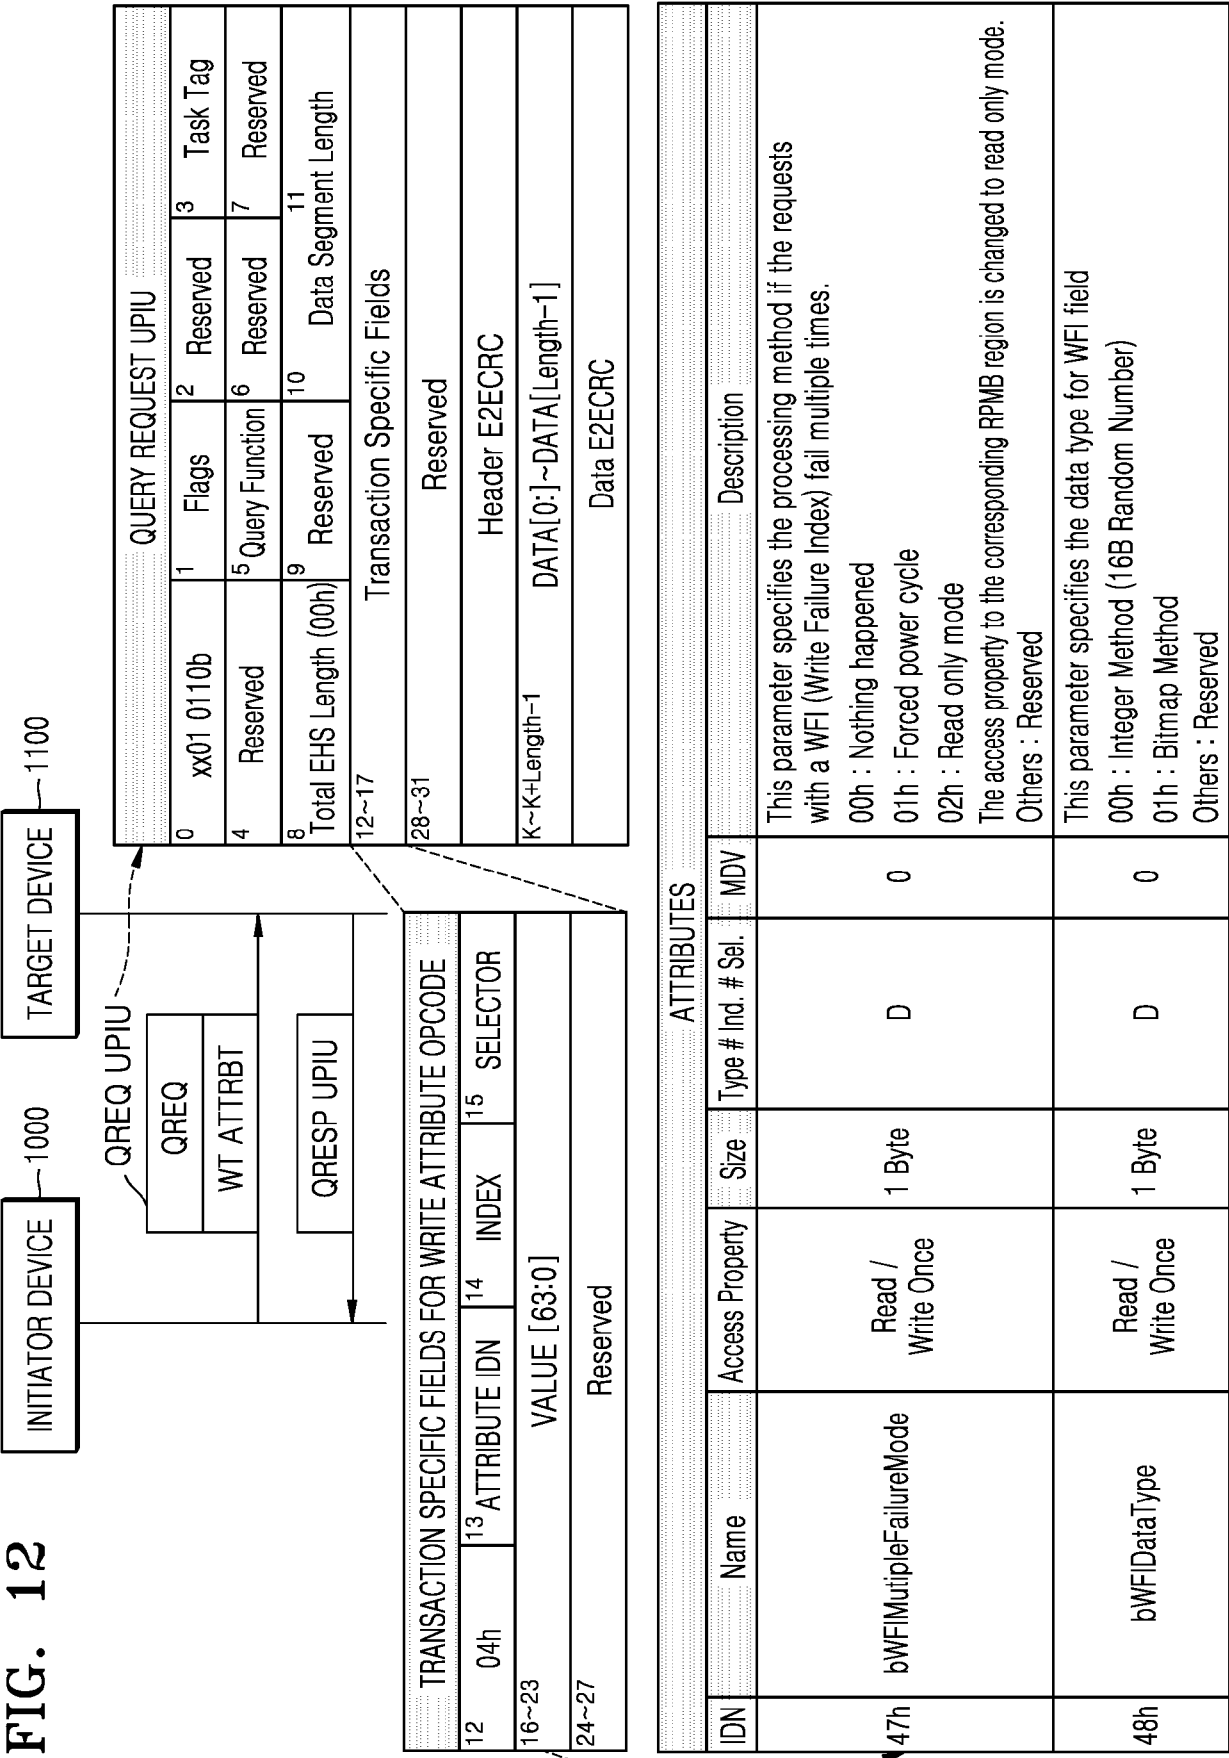 FIG. 12
INITIATOR DEVICE
1000
TARGET DEVICE
1100
QREQ UPIU
QREQ
WT ATTRBT
QRESP UPIU
QUERY REQUEST UPIU
0 xx01 0110b
1 Flags
2 Reserved
3 Task Tag
4 Reserved
5 Query Function
6 Reserved
7 Reserved
8 Total EHS Length (00h)
9 Reserved
10 11
Data Segment Length
12~17
Transaction Specific Fields
28~31
Reserved
Header E2ECRC
K~K+Length-1
DATA[0:]~DATA[Length-1]
Data E2ECRC
TRANSACTION SPECIFIC FIELDS FOR WRITE ATTRIBUTE OPCODE
12 04h
13 ATTRIBUTE IDN
14 INDEX
15 SELECTOR
16~23
VALUE [63:0]
24~27
Reserved
ATTRIBUTES
IDN Name Access Property Size Type # Ind. # Sel. MDV Description
47h
bWFIMutipleFailureMode
Read /
Write Once
1 Byte
D
0
This parameter specifies the processing method if the requests
with a WFI (Write Failure Index) fail multiple times.
00h : Nothing happened
01h : Forced power cycle
02h : Read only mode
The access property to the corresponding RPMB region is changed to read only mode.
Others : Reserved
48h
bWFIDataType
Read /
Write Once
1 Byte
D
0
This parameter specifies the data type for WFI field
00h : Integer Method (16B Random Number)
01h : Bitmap Method
Others : Reserved